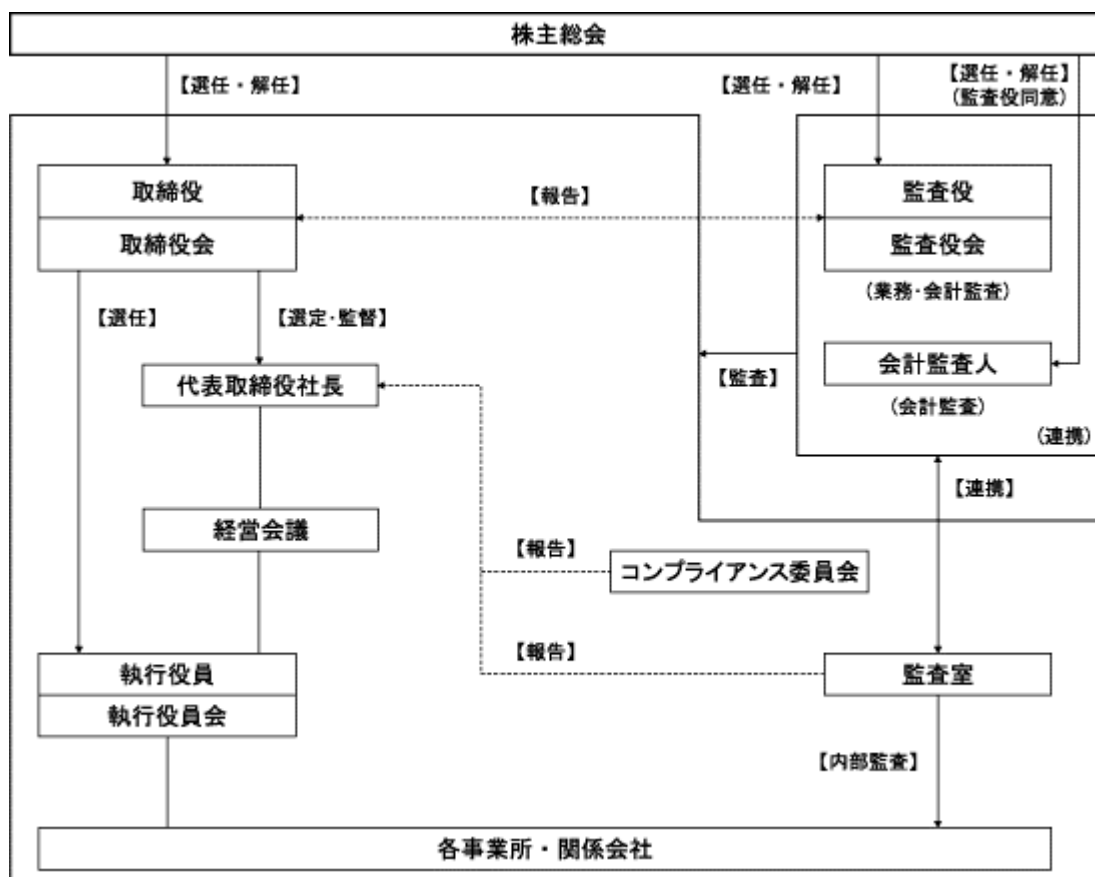 株主総会
【選任・解任】
【選任・解任】
【選任・解任】
(監査役同意)
取締役
取締役会
【報告】
監査役
監査役会
(業務・会計監査)
【選任】
【選定・監督】
代表取締役社長
【監査】
会計監査人
(会計監査)
(連携)
【連携】
経営会議
【報告】
コンプライアンス委員会
【報告】
執行役員
執行役員会
監査室
【内部監査】
各事業所・関係会社